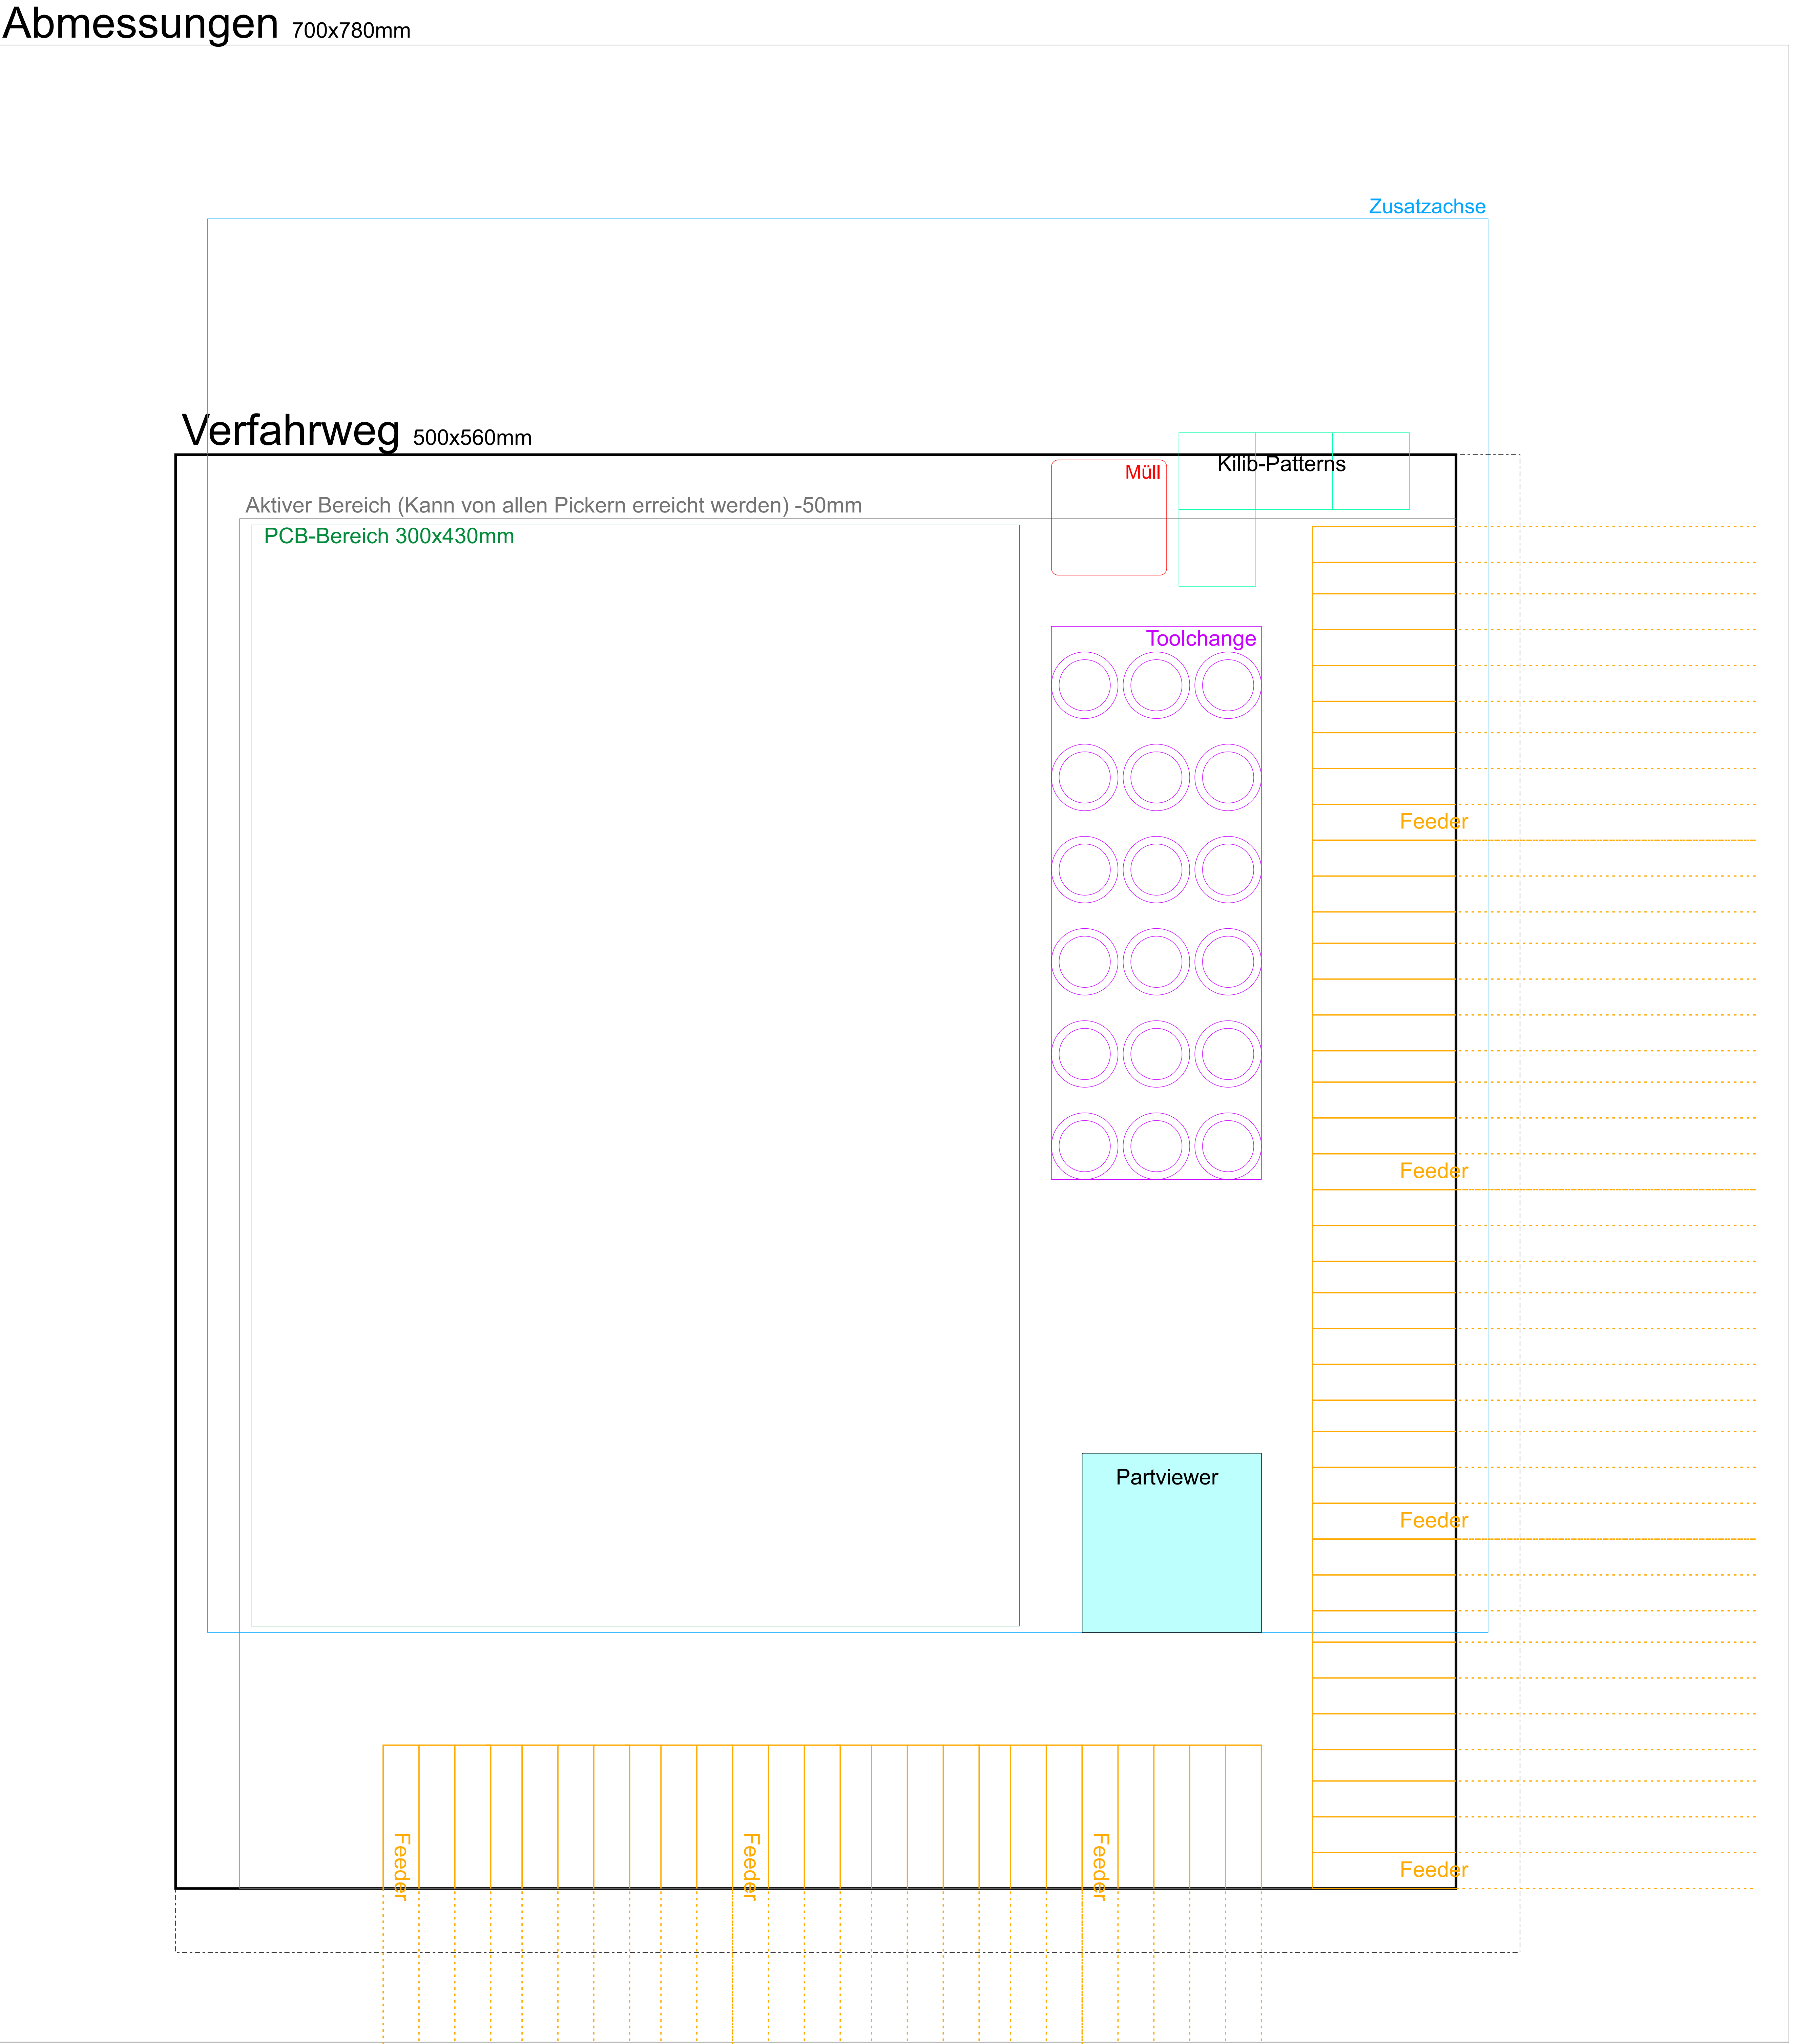 Abmessungen 700x780mm
Zusatzachse
Verfahrweg 500x560mm
Kilib-Patterns
Müll
Aktiver Bereich (Kann von allen Pickern erreicht werden) -50mm
PCB-Bereich 300x430mm
Toolchange
Feeder
Feeder
Partviewer
Feeder
Feeder
Feeder
Feeder
Feeder